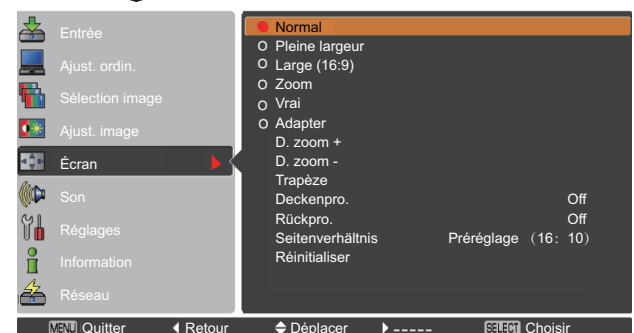 Entrée
Ajust. ordin.
Sélection image
Ajust. image
Écran
Son
Réglages
Information
Réseau
Normal
Pleine largeur
Large (16:9)
Zoom
Vrai
Adapter
D. zoom +
D. zoom -
Trapèze
Deckenpro. Off
Rückpro. Off
Seitenverhältnis Préréglage (16: 10)
Réinitialiser
MENU Quitter Retour Déplacer ----- SELECT Choisir